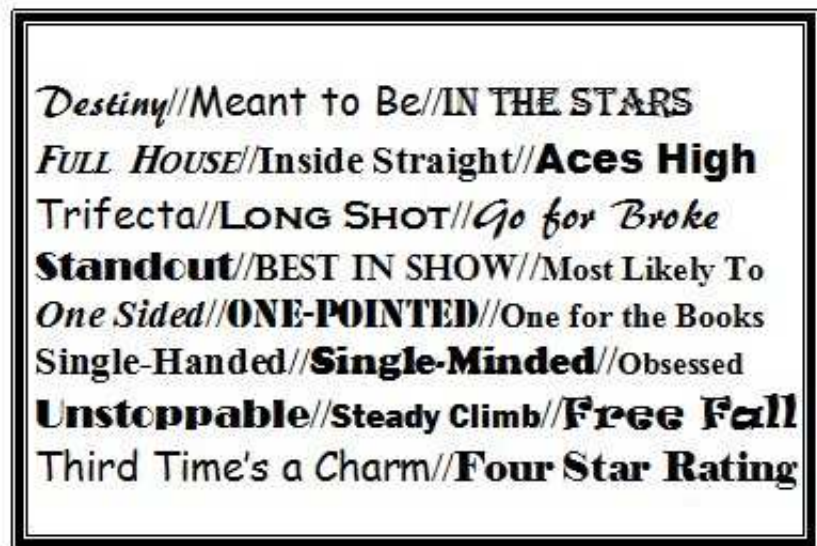 Destiny//Meant to Be//IN THE STARS
FULL HOUSE//Inside Straight//Aces High
Trifecta//LONG SHOT//Go for Broke
Standout//BEST IN SHOW//Most Likely To
One Sided//ONE-POINTED//One for the Books
Single-Handed//Single-Minded//Obsessed
Unstoppable//Steady Climb//Free Fall
Third Time's a Charm//Four Star Rating